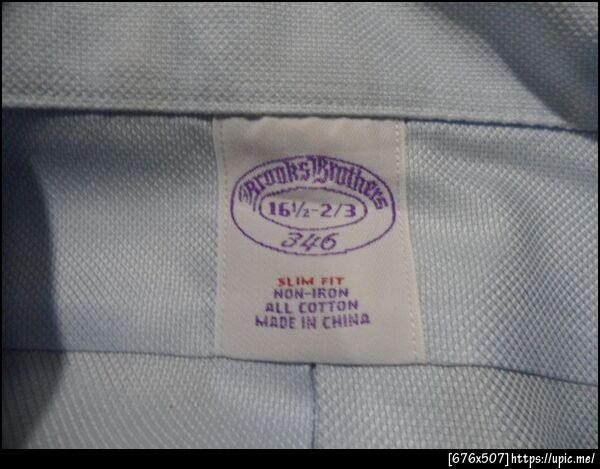 Brooks Brothers
16½-2/3
346
SLIM FIT
NON-IRON
ALL COTTON
MADE IN CHINA
[676x507]https://upic.me/